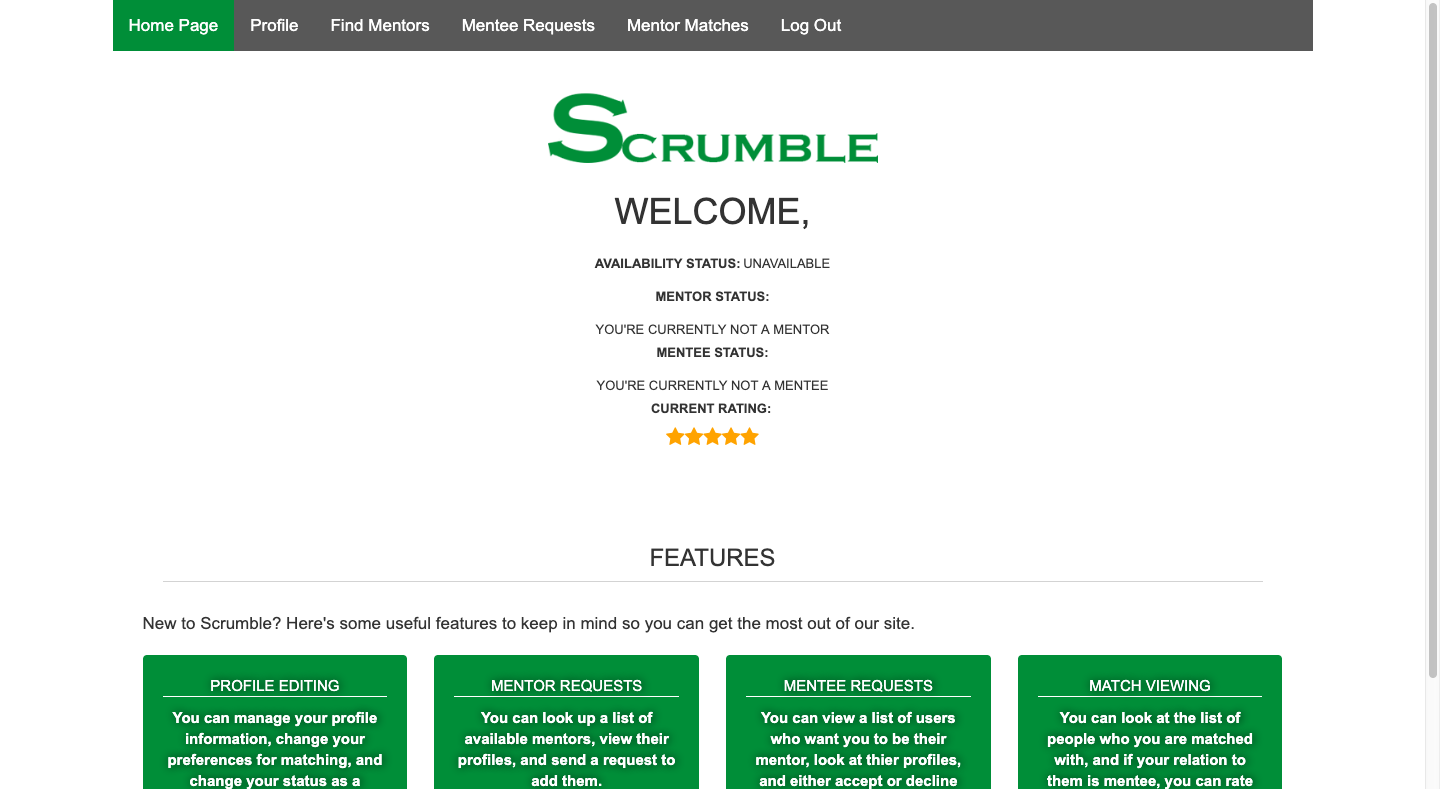 Home Page Profile Find Mentors Mentee Requests Mentor Matches Log Out
SCRUMBLE
WELCOME,
AVAILABILITY STATUS: UNAVAILABLE
MENTOR STATUS:
YOU'RE CURRENTLY NOT A MENTOR
MENTEE STATUS:
YOU'RE CURRENTLY NOT A MENTEE
CURRENT RATING:
FEATURES
New to Scrumble? Here's some useful features to keep in mind so you can get the most out of our site.
PROFILE EDITING
You can manage your profile
information, change your
preferences for matching, and
change your status as a
MENTOR REQUESTS
You can look up a list of
available mentors, view their
profiles, and send a request to
add them.
MENTEE REQUESTS
You can view a list of users
who want you to be their
mentor, look at thier profiles,
and either accept or decline
MATCH VIEWING
You can look at the list of
people who you are matched
with, and if your relation to
them is mentee, you can rate